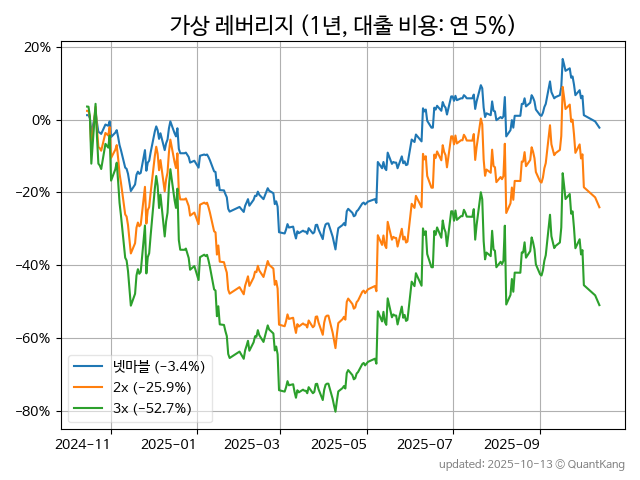 가상 레버리지 (1년, 대출 비용: 연 5%)
20%
0%
−20%
−40%
−60%
−80%
넷마블 (−3.4%)
2x (−25.9%)
3x (−52.7%)
2024-11
2025-01
2025-03
2025-05
2025-07
2025-09
updated: 2025-10-13 © QuantKang